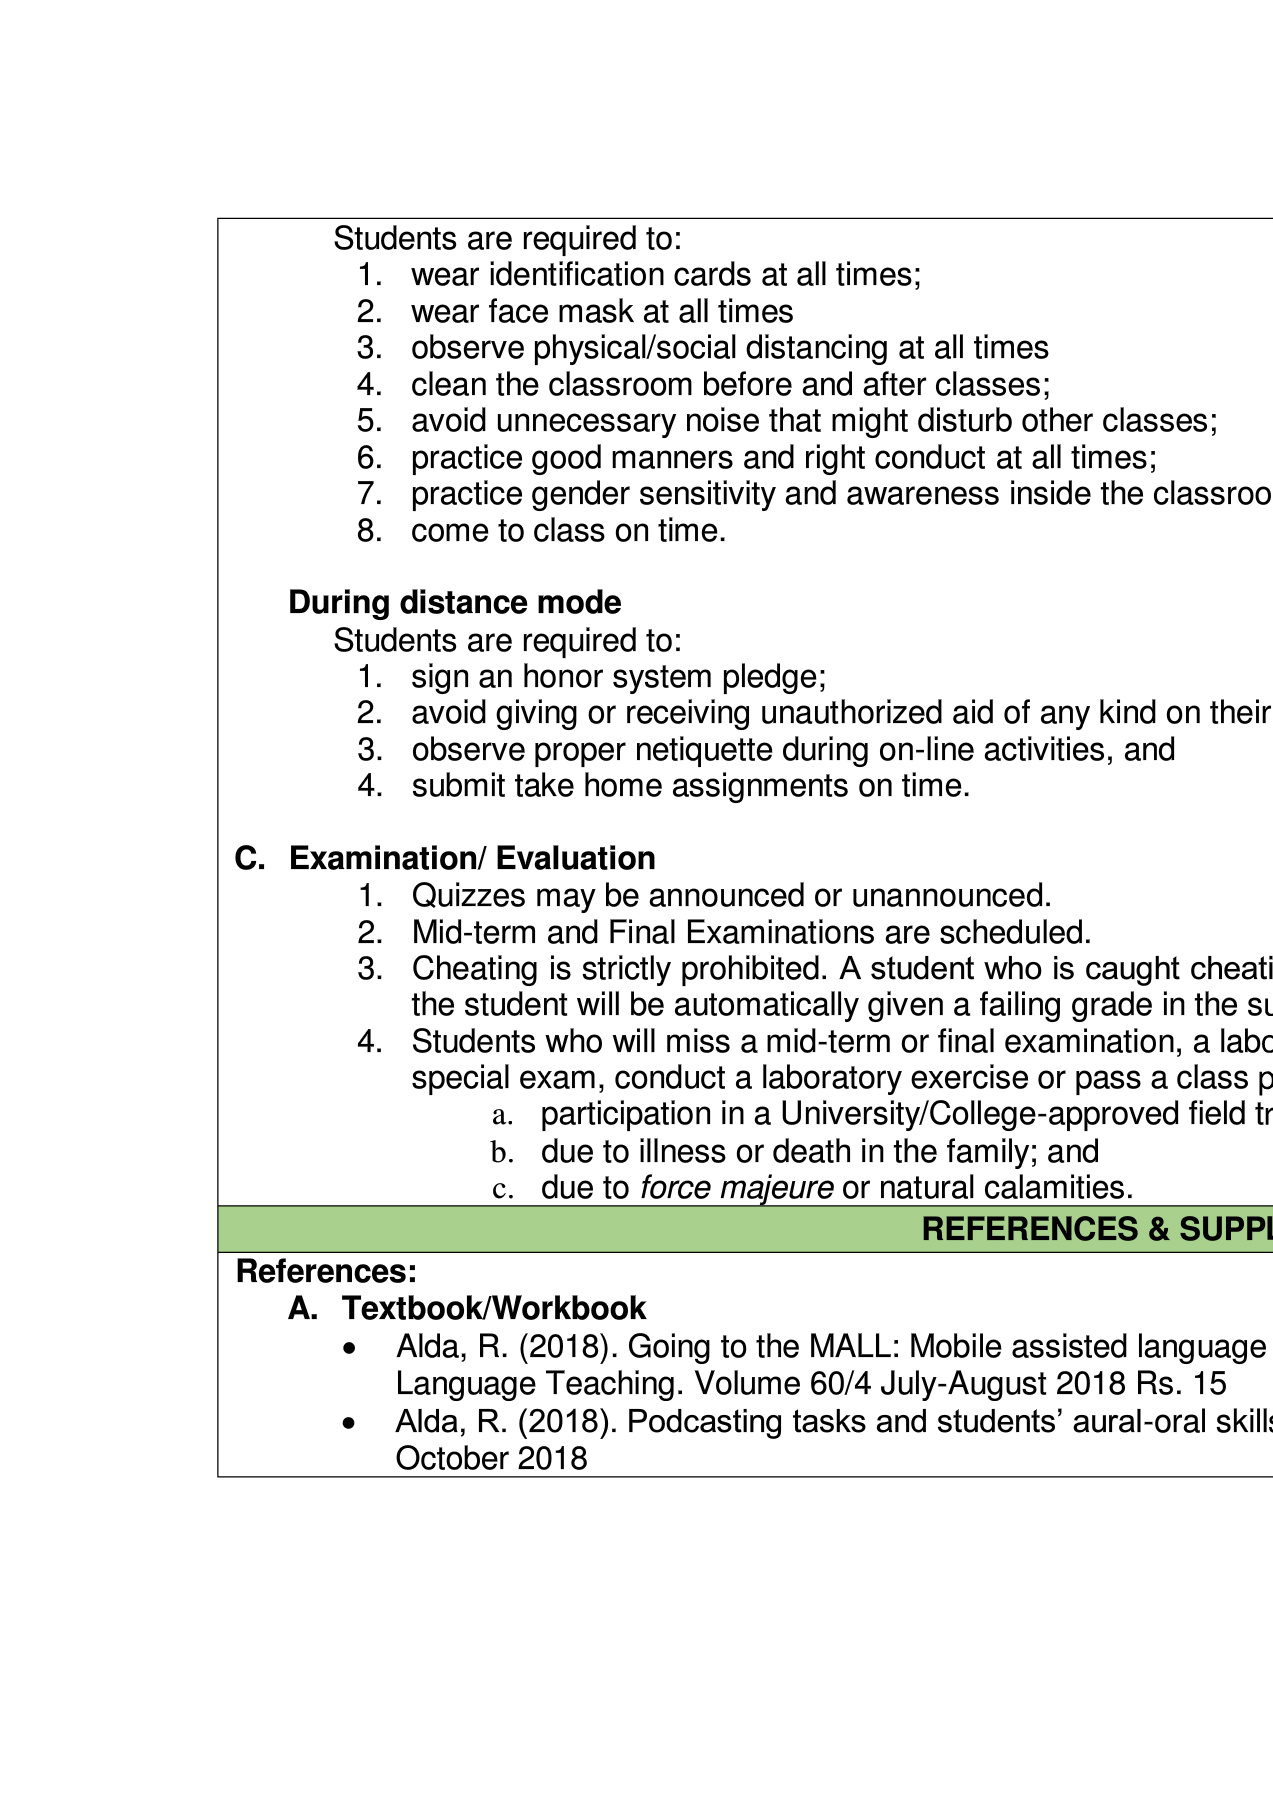 Students are required to:
1. wear identification cards at all times;
2. wear face mask at all times
3. observe physical/social distancing at all times
4. clean the classroom before and after classes;
5. avoid unnecessary noise that might disturb other classes;
6. practice good manners and right conduct at all times;
7. practice gender sensitivity and awareness inside the classroo
8. come to class on time.
During distance mode
Students are required to:
1. sign an honor system pledge;
2. avoid giving or receiving unauthorized aid of any kind on their
3. observe proper netiquette during on-line activities, and
4. submit take home assignments on time.
C. Examination/ Evaluation
1. Quizzes may be announced or unannounced.
2. Mid-term and Final Examinations are scheduled.
3. Cheating is strictly prohibited. A student who is caught cheati
the student will be automatically given a failing grade in the su
4. Students who will miss a mid-term or final examination, a labo
special exam, conduct a laboratory exercise or pass a class p
a. participation in a University/College-approved field tr
b. due to illness or death in the family; and
c. due to force majeure or natural calamities.
REFERENCES & SUPPL
References:
A. Textbook/Workbook
• Alda, R. (2018). Going to the MALL: Mobile assisted language
Language Teaching. Volume 60/4 July-August 2018 Rs. 15
• Alda, R. (2018). Podcasting tasks and students’ aural-oral skills
October 2018